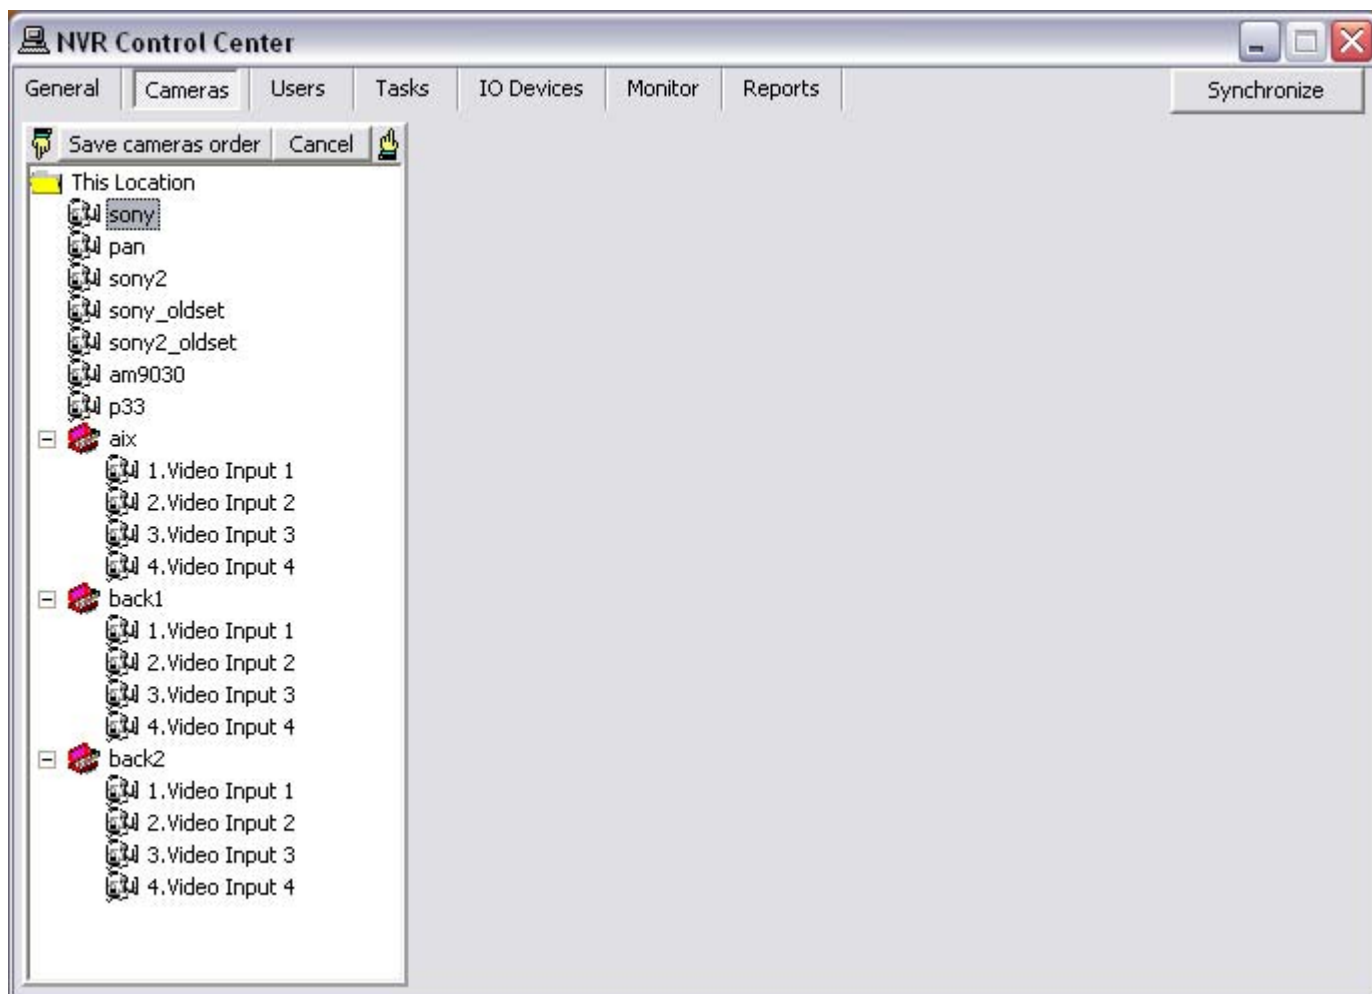 NVR Control Center
General Cameras Users Tasks IO Devices Monitor Reports Synchronize
Save cameras order Cancel
This Location
sony
pan
sony2
sony_oldset
sony2_oldset
am9030
p33
aix
1.Video Input 1
2.Video Input 2
3.Video Input 3
4.Video Input 4
back1
1.Video Input 1
2.Video Input 2
3.Video Input 3
4.Video Input 4
back2
1.Video Input 1
2.Video Input 2
3.Video Input 3
4.Video Input 4